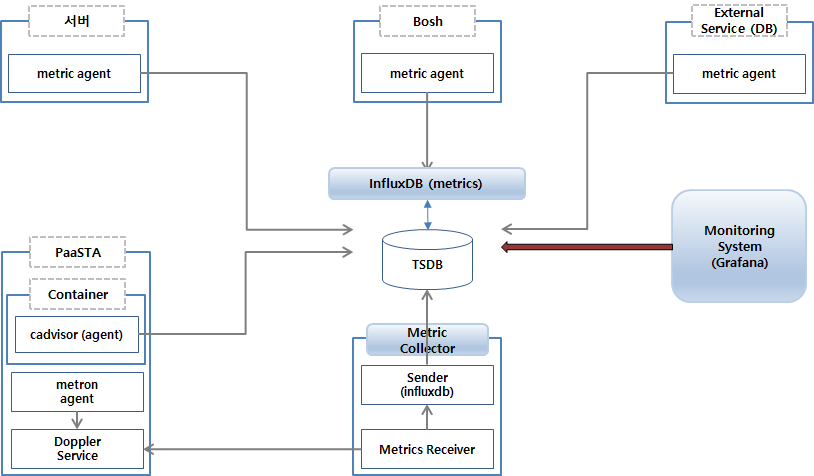 서버
metric agent
Bosh
metric agent
External
Service (DB)
metric agent
InfluxDB (metrics)
TSDB
Monitoring
System
(Grafana)
PaaSTA
Container
cadvisor (agent)
metron
agent
Doppler
Service
Metric
Collector
Sender
(influxdb)
Metrics Receiver